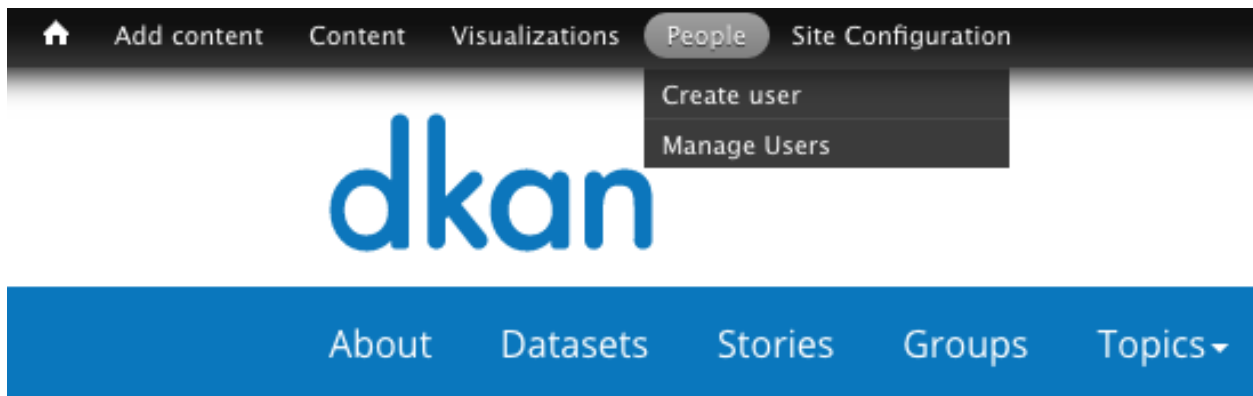 Add content Content Visualizations People Site Configuration
Create user
Manage Users
dkan
About Datasets Stories Groups Topics